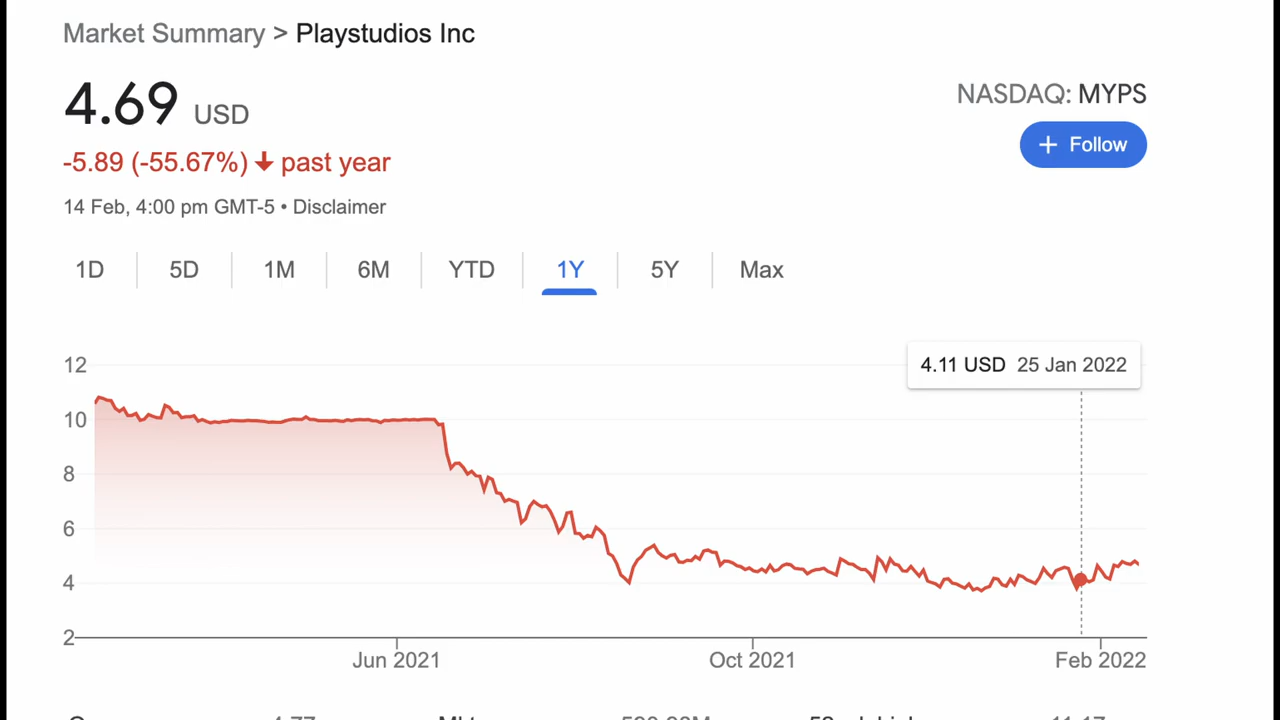 Market Summary > Playstudios Inc
4.69 USD
NASDAQ: MYPS
+ Follow
-5.89 (-55.67%) ↓ past year
14 Feb, 4:00 pm GMT-5 • Disclaimer
1D 5D 1M 6M YTD 1Y 5Y Max
4.11 USD 25 Jan 2022
12
10
8
6
4
2
Jun 2021 Oct 2021 Feb 2022